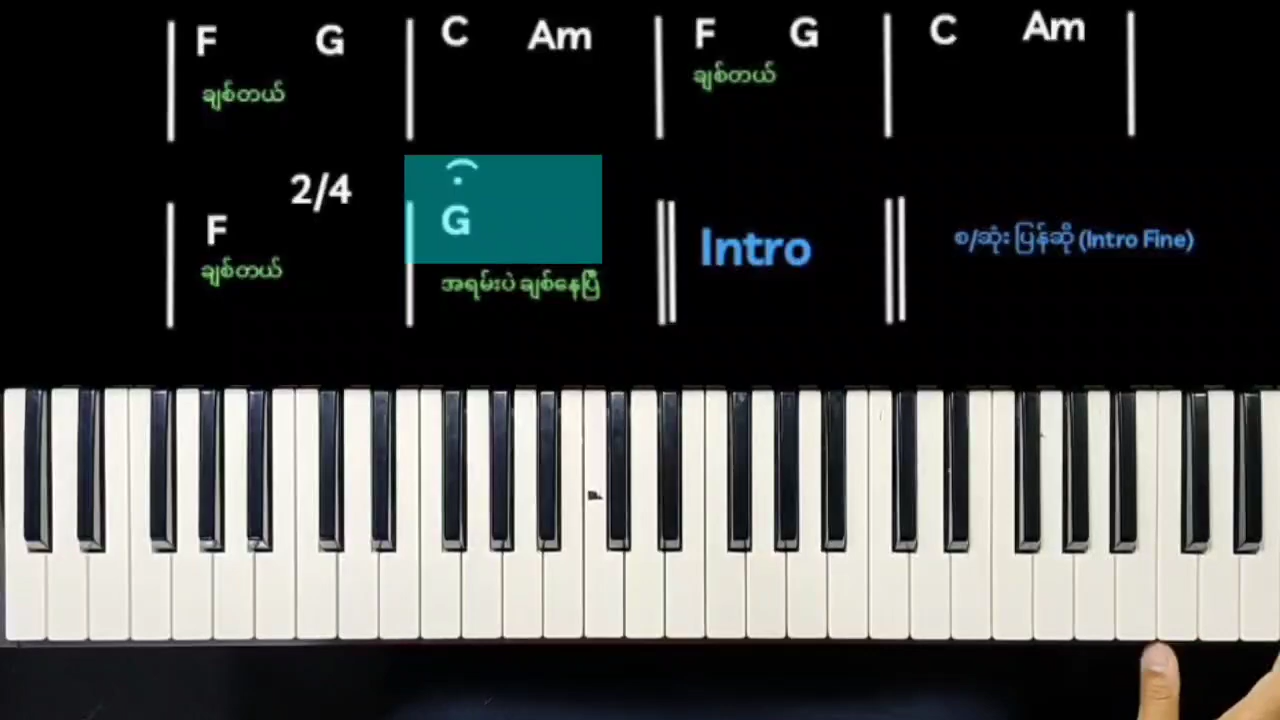 F G C Am F G C Am
ချစ်တယ် ချစ်တယ်
2/4
F G Intro စ/ဆုံး ပြန်ဆို (Intro Fine)
ချစ်တယ် အရမ်းပဲ ချစ်နေပြီ